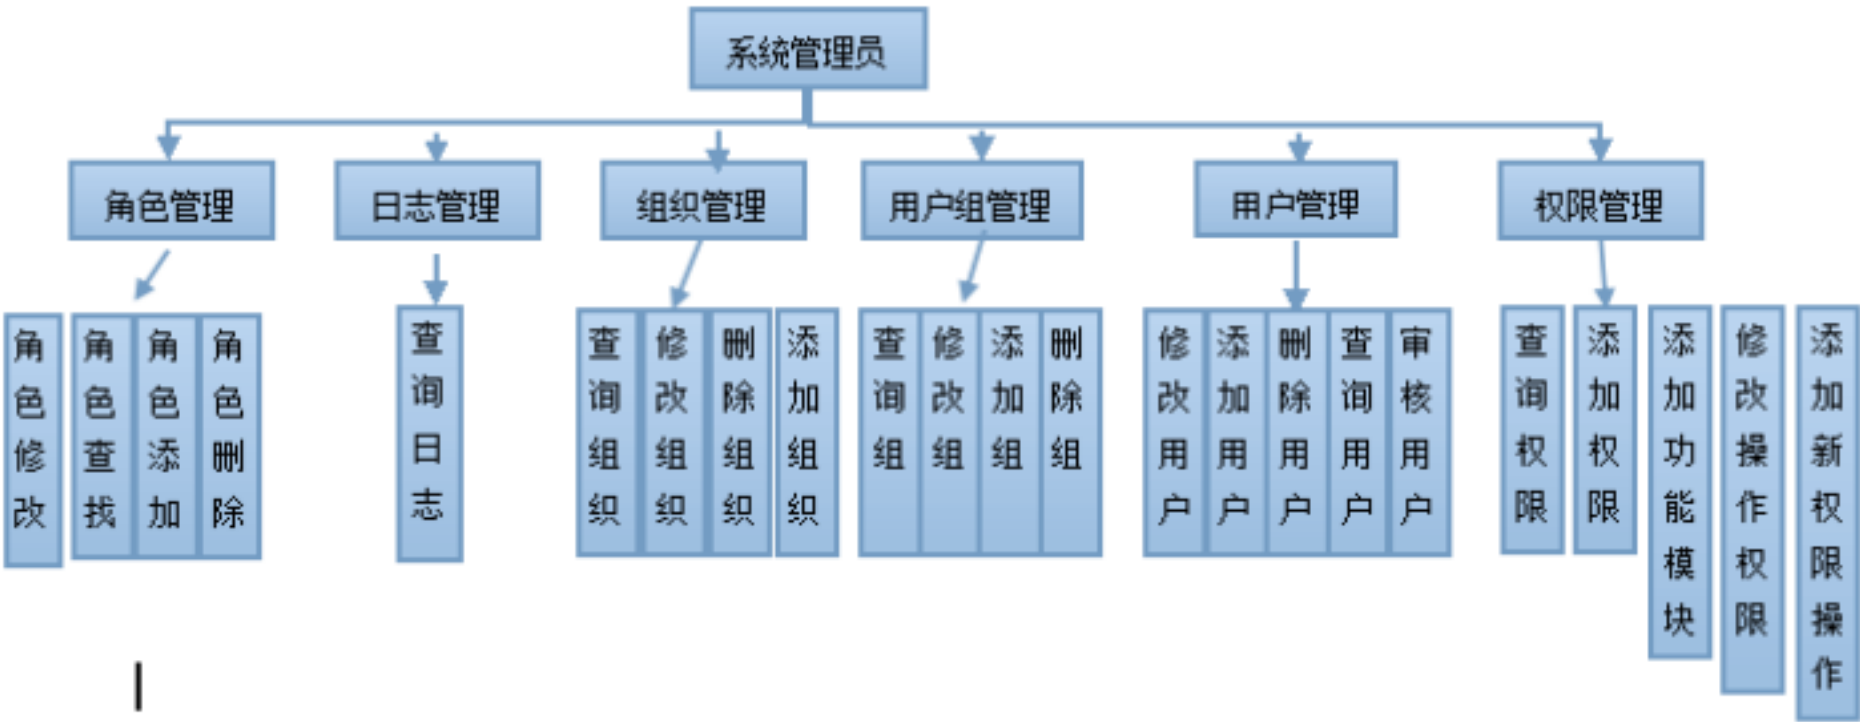 系统管理员
角色管理
日志管理
组织管理
用户组管理
用户管理
权限管理
角色修改
角色查找
角色添加
角色删除
查询日志
查询组织
修改组织
删除组织
添加组织
查询组
修改组
添加组
删除组
修改用户
添加用户
删除用户
查询用户
审核用户
查询权限
添加权限
添加功能模块
修改操作权限
添加新权限操作